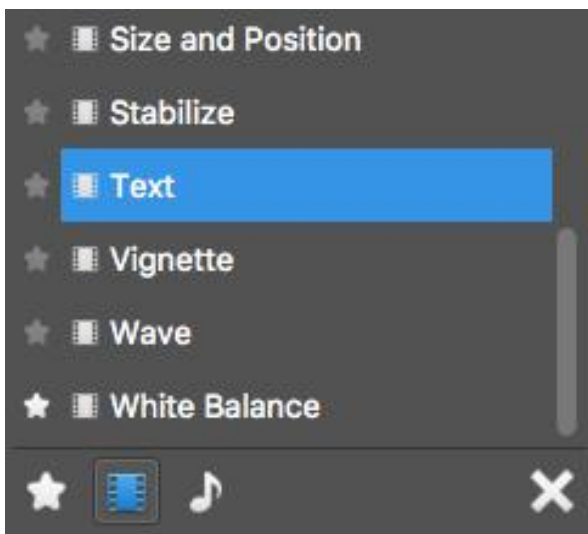 Size and Position
Stabilize
Text
Vignette
Wave
White Balance